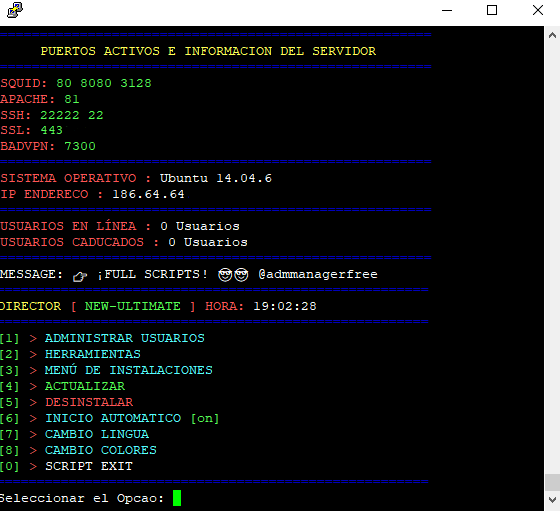 PUERTOS ACTIVOS E INFORMACION DEL SERVIDOR
SQUID: 80 8080 3128
APACHE: 81
SSH: 22222 22
SSL: 443
BADVPN: 7300
SISTEMA OPERATIVO : Ubuntu 14.04.6
IP ENDERECO : 186.64.64
USUARIOS EN LÍNEA : 0 Usuarios
USUARIOS CADUCADOS : 0 Usuarios
MESSAGE: 👉 ¡FULL SCRIPTS! 😎😎 @admmanagerfree
DIRECTOR [ NEW-ULTIMATE ] HORA: 19:02:28
[1] > ADMINISTRAR USUARIOS
[2] > HERRAMIENTAS
[3] > MENÚ DE INSTALACIONES
[4] > ACTUALIZAR
[5] > DESINSTALAR
[6] > INICIO AUTOMATICO [on]
[7] > CAMBIO LINGUA
[8] > CAMBIO COLORES
[0] > SCRIPT EXIT
Seleccionar el Opcao: